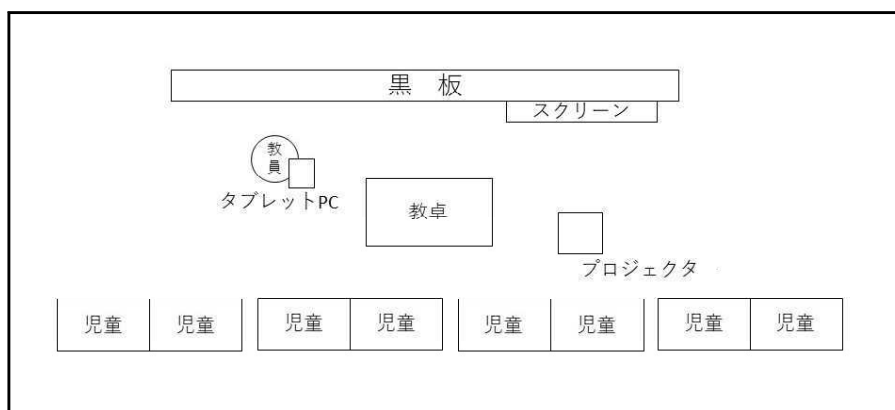 黒　板
スクリーン
教
員
タブレットPC
教卓
プロジェクタ
児童 児童 児童 児童 児童 児童 児童 児童